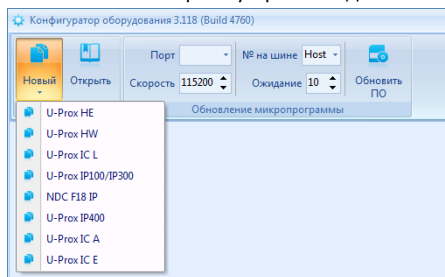 Конфигуратор оборудования 3.118 (Build 4760)
Порт № на шине Host
Новый Открыть Скорость 115200 Ожидание 10 Обновить ПО
Обновление микропрограммы
U-Prox HE
U-Prox HW
U-Prox IC L
U-Prox IP100/IP300
NDC F18 IP
U-Prox IP400
U-Prox IC A
U-Prox IC E